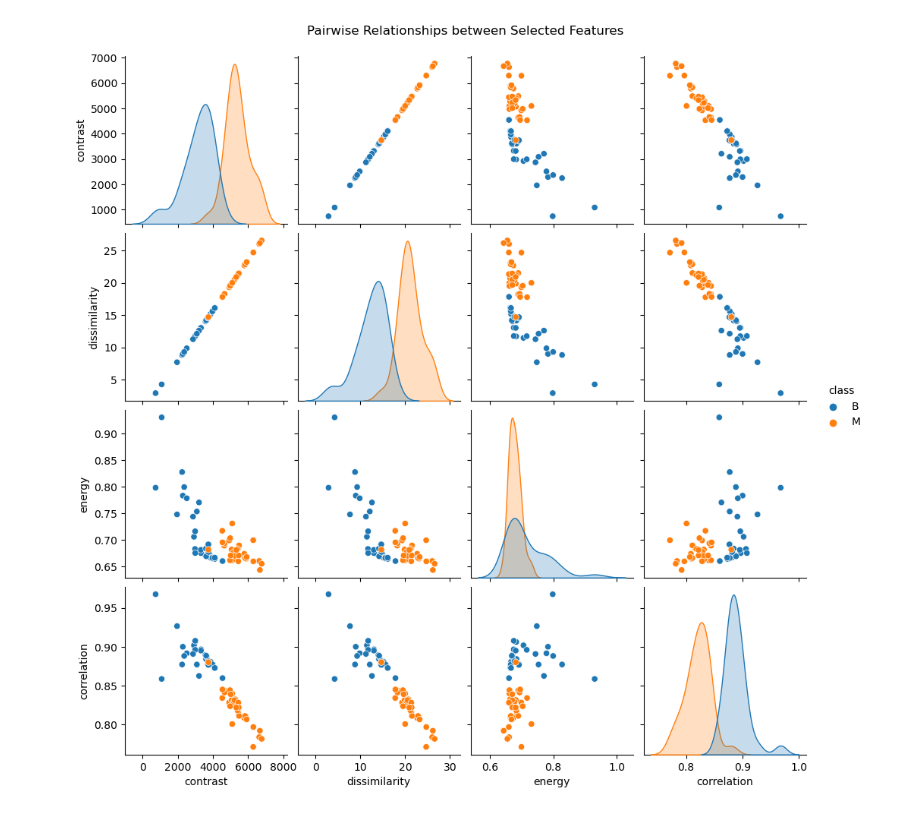 Pairwise Relationships between Selected Features
7000
6000
5000
4000
3000
2000
1000
contrast
25
20
15
10
5
dissimilarity
class
B
M
0.90
0.85
0.80
0.75
0.70
0.65
energy
0.95
0.90
0.85
0.80
correlation
0 2000 4000 6000 8000
contrast
0 10 20 30
dissimilarity
0.6 0.8 1.0
energy
0.8 0.9 1.0
correlation